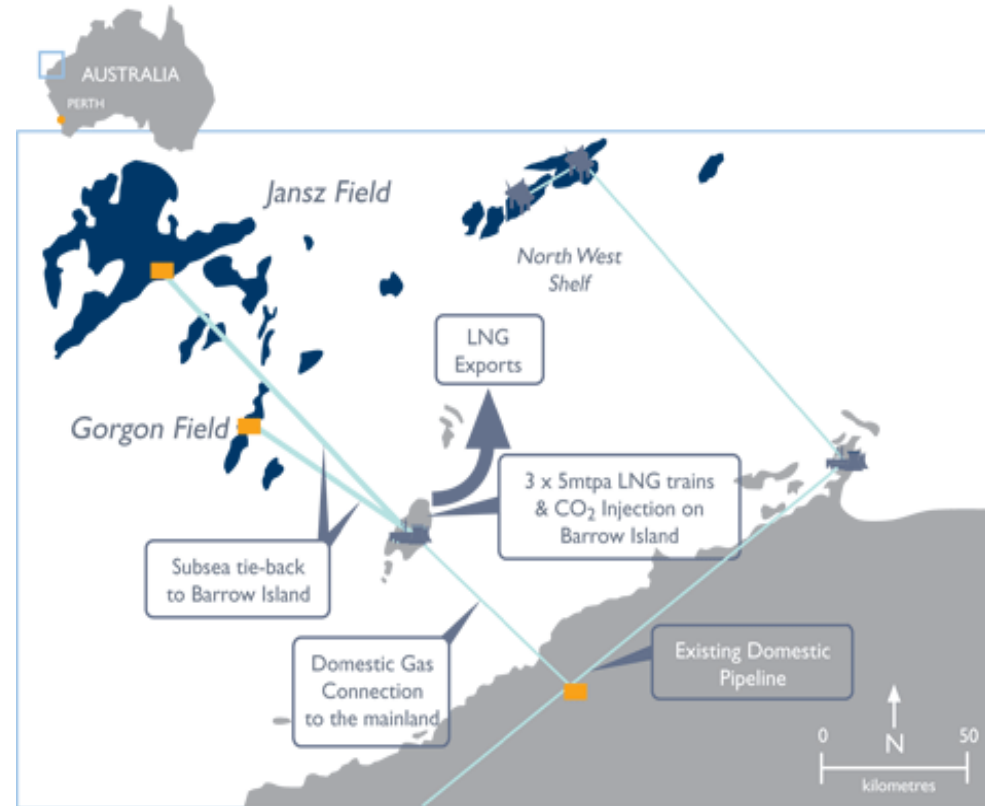 AUSTRALIA
PERTH
Jansz Field
North West
Shelf
LNG
Exports
Gorgon Field
3 x 5mtpa LNG trains
& CO₂ Injection on
Barrow Island
Subsea tie-back
to Barrow Island
Domestic Gas
Connection
to the mainland
Existing Domestic
Pipeline
0
50
N
kilometres